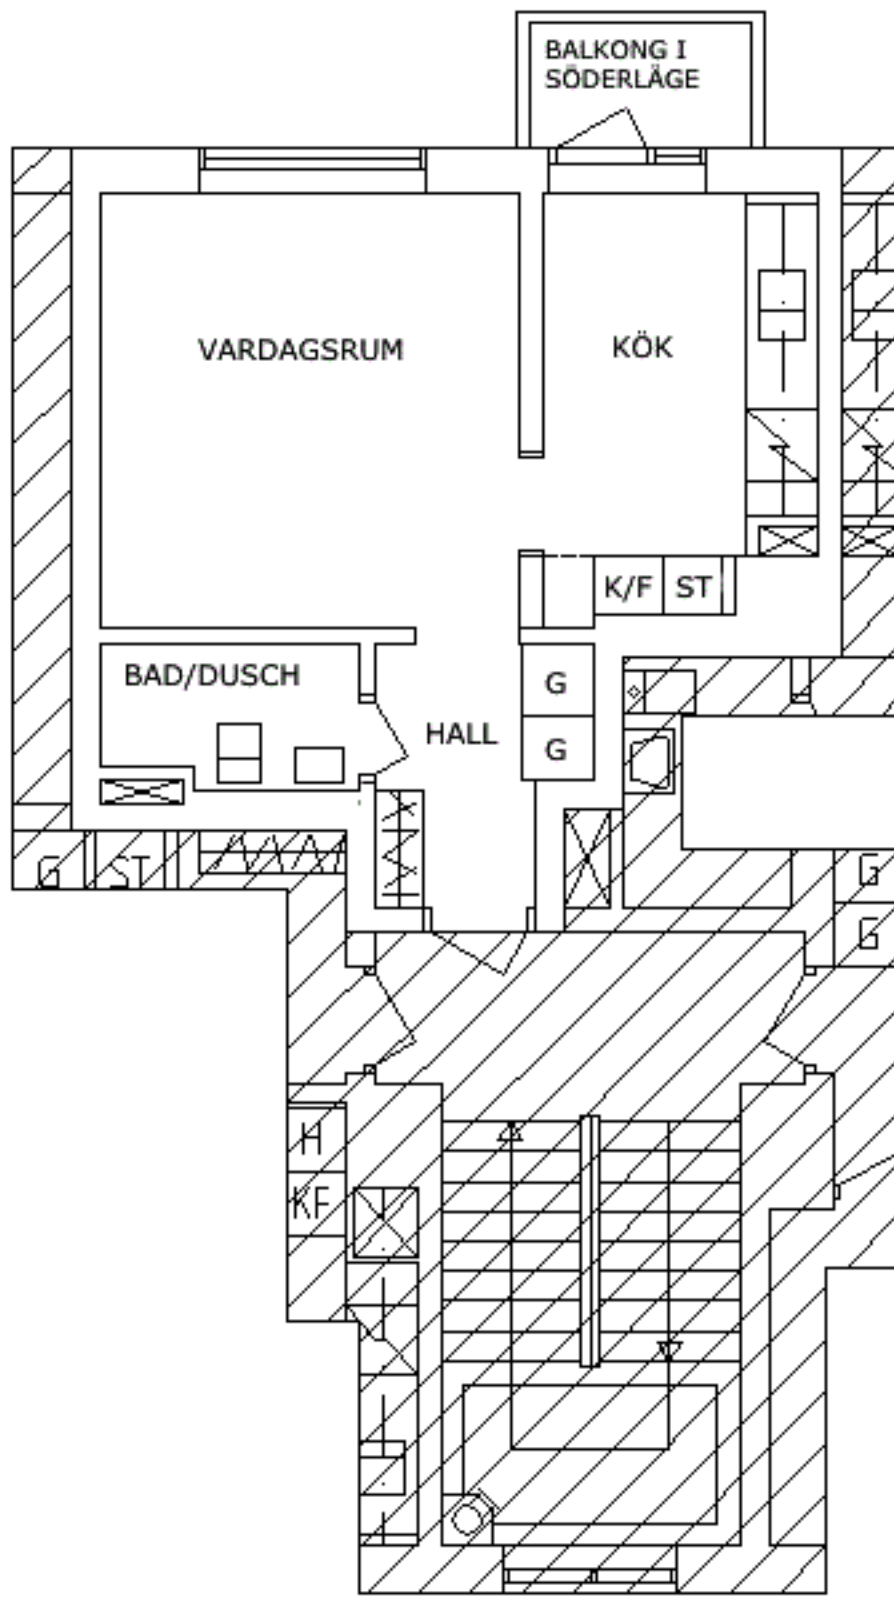 BALKONG I
SÖDERLÄGE
VARDAGSRUM
KÖK
K/F ST
BAD/DUSCH
G
HALL
G
G ST
G
G
H
KF